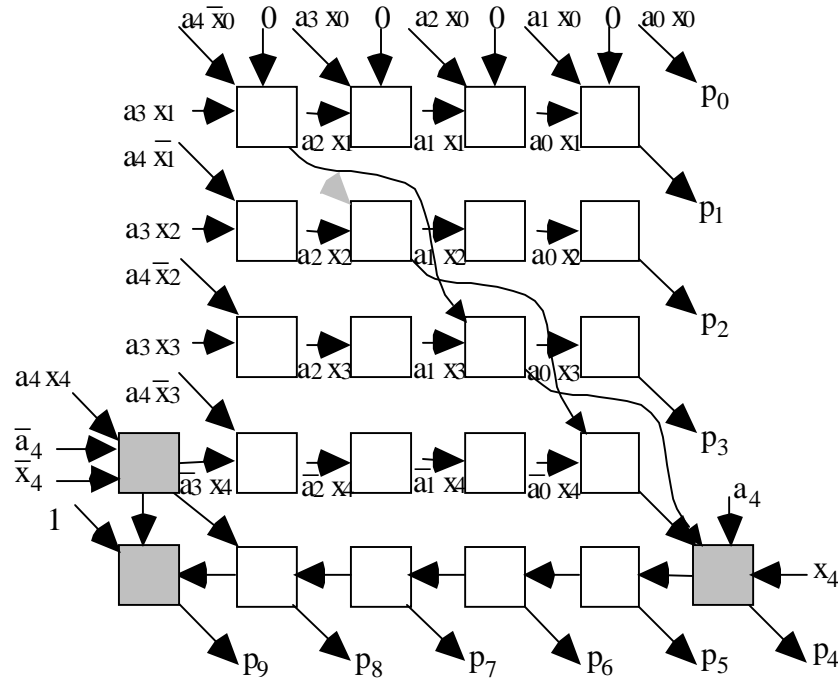 a4 x̄0 0 a3 x0 0 a2 x0 0 a1 x0 0 a0 x0
p0
a3 x1 a2 x1 a1 x1 a0 x1
a4 x̄1
p1
a3 x2 a2 x2 a1 x2 a0 x2
a4 x̄2
p2
a3 x3 a2 x3 a1 x3 a0 x3
a4 x4 a4 x̄3
p3
ā4
x̄4 ā3 x4 ā2 x4 ā1 x4 ā0 x4
a4
1
x4
p9 p8 p7 p6 p5 p4